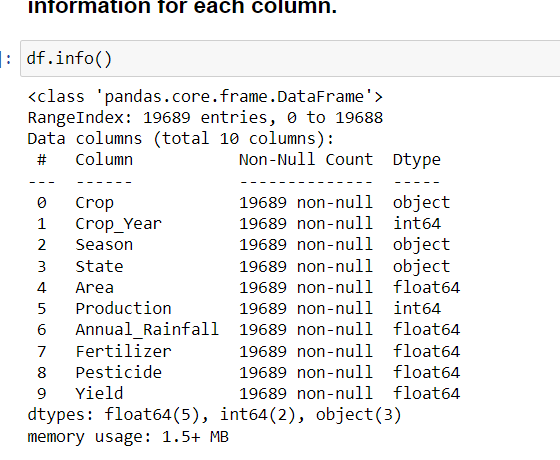 information for each column.
]: df.info()
<class 'pandas.core.frame.DataFrame'>
RangeIndex: 19689 entries, 0 to 19688
Data columns (total 10 columns):
 #   Column           Non-Null Count  Dtype
---  ------           --------------  -----
 0   Crop             19689 non-null  object
 1   Crop_Year        19689 non-null  int64
 2   Season           19689 non-null  object
 3   State            19689 non-null  object
 4   Area             19689 non-null  float64
 5   Production       19689 non-null  int64
 6   Annual_Rainfall  19689 non-null  float64
 7   Fertilizer       19689 non-null  float64
 8   Pesticide        19689 non-null  float64
 9   Yield            19689 non-null  float64
dtypes: float64(5), int64(2), object(3)
memory usage: 1.5+ MB